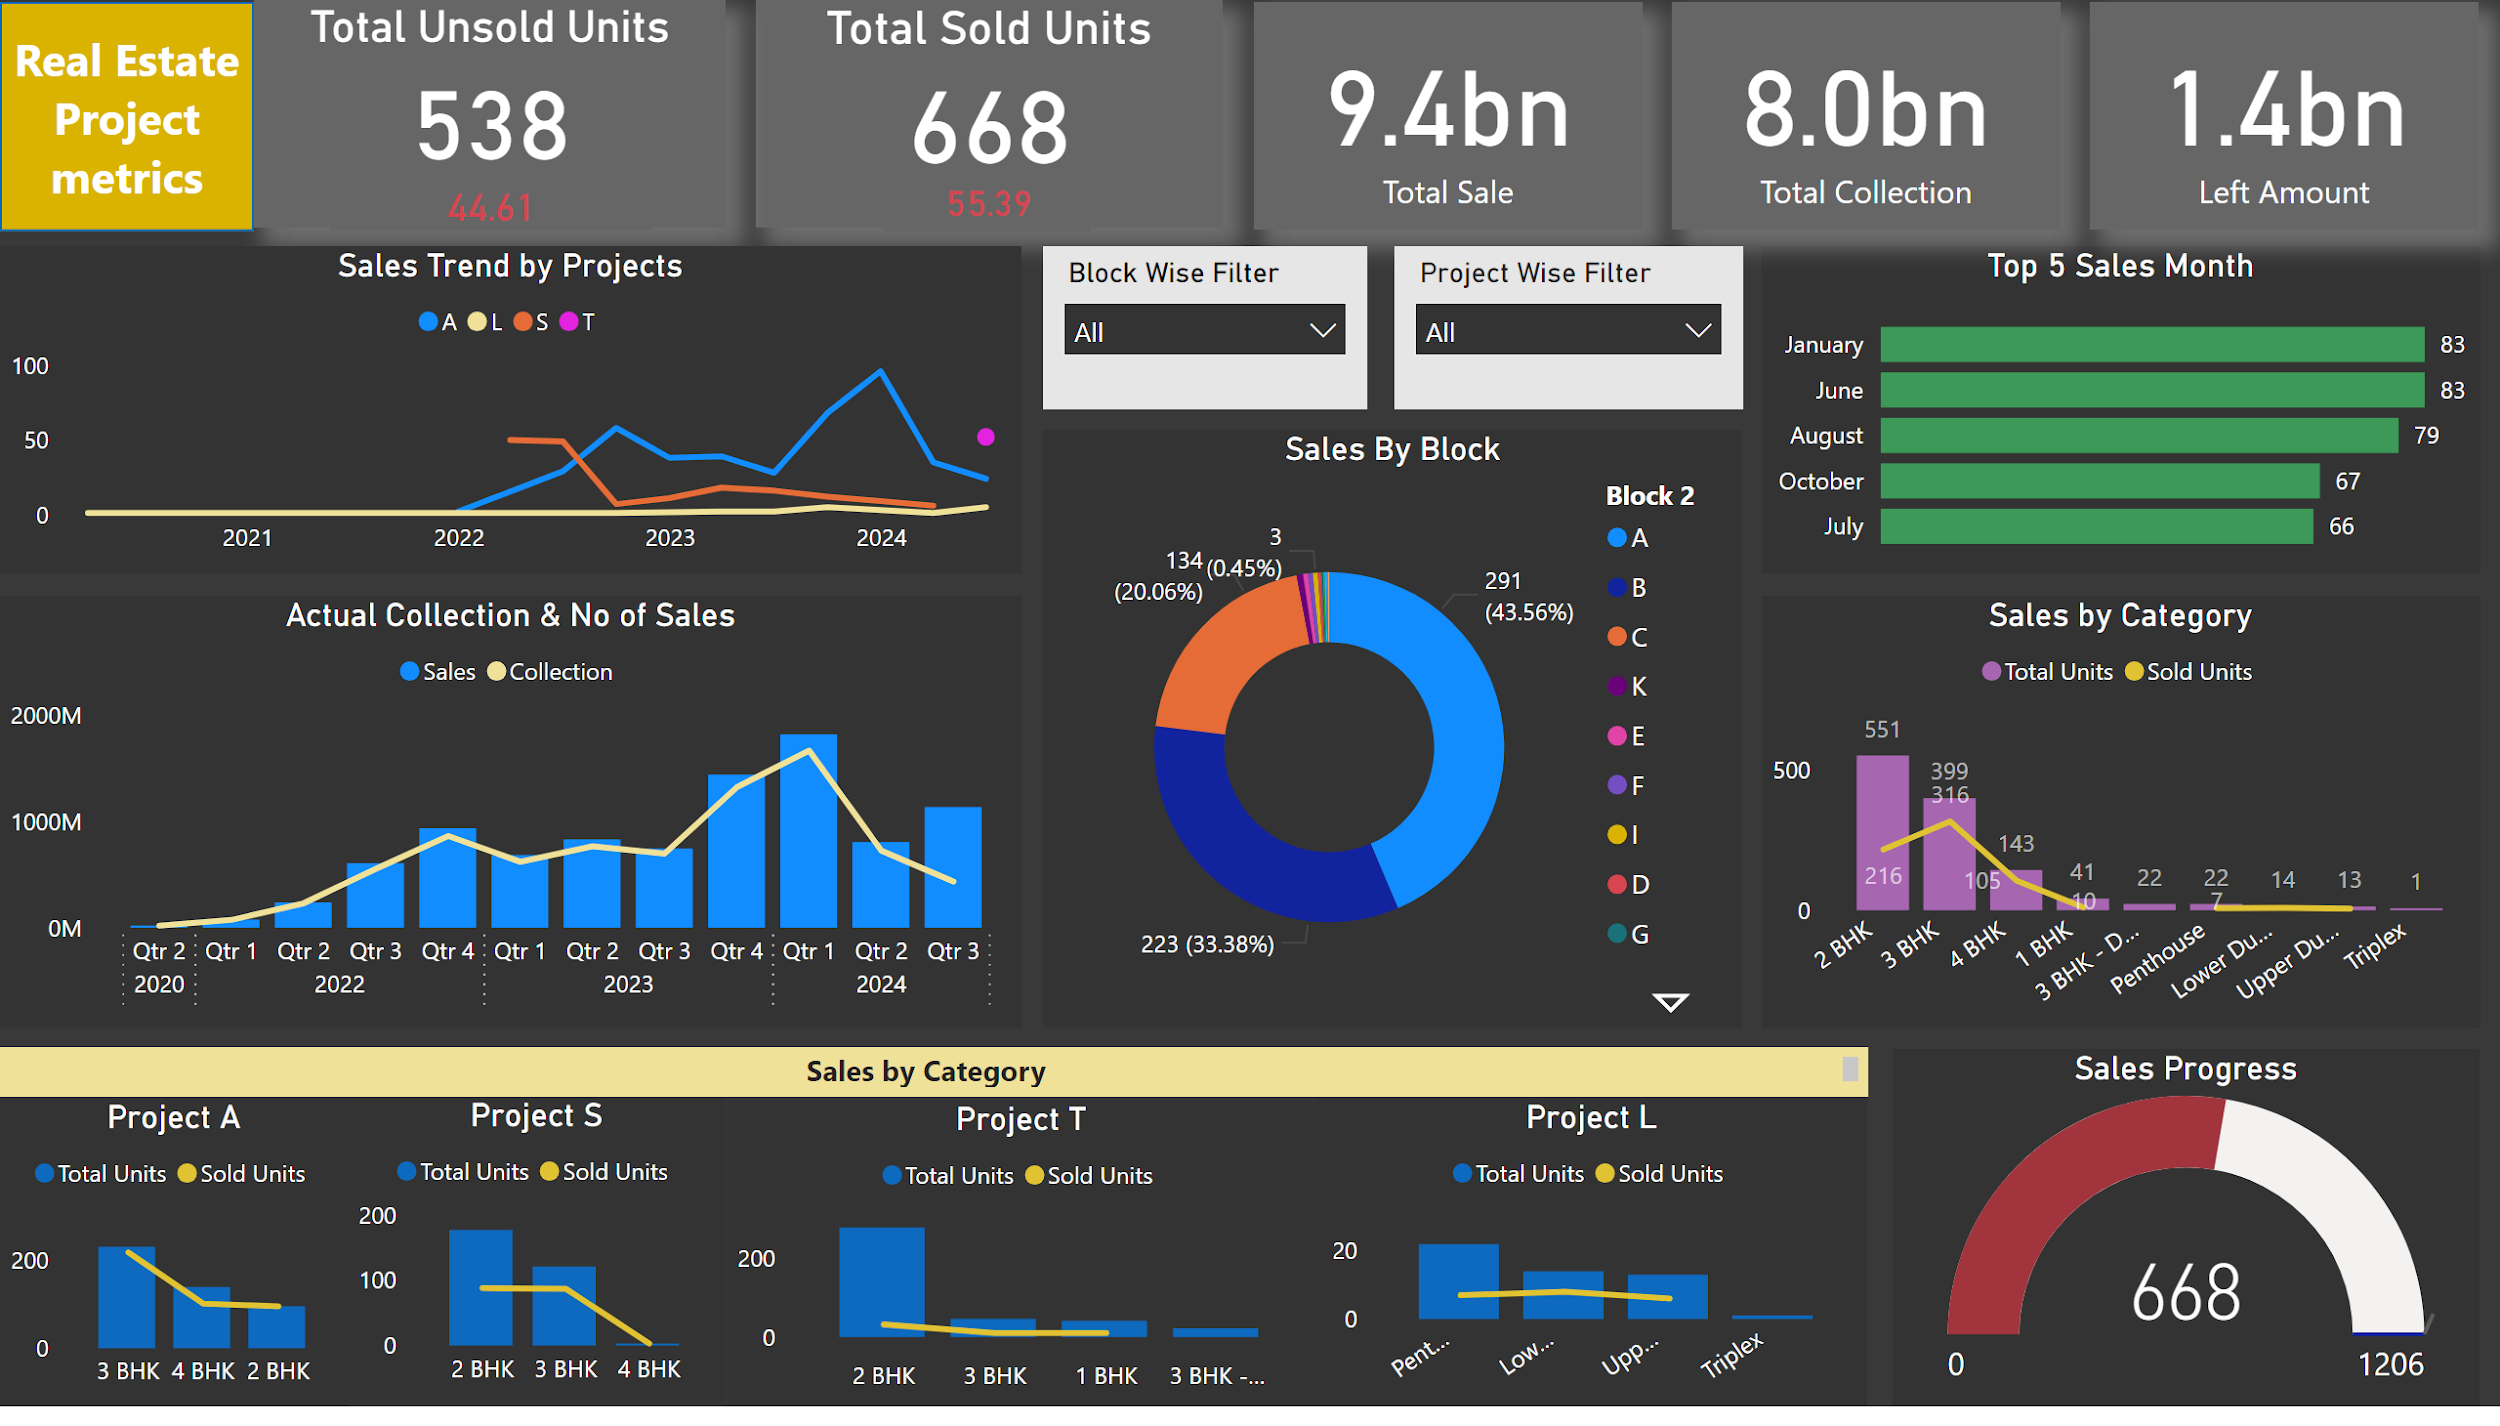 Real Estate
Project
metrics
Total Unsold Units
538
44.61
Total Sold Units
668
55.39
9.4bn
Total Sale
8.0bn
Total Collection
1.4bn
Left Amount
Sales Trend by Projects
A L S T
100
50
0
2021 2022 2023 2024
Block Wise Filter
All
Project Wise Filter
All
Top 5 Sales Month
January 83
June 83
August 79
October 67
July 66
Actual Collection & No of Sales
Sales Collection
2000M
1000M
0M
Qtr 2 Qtr 1 Qtr 2 Qtr 3 Qtr 4 Qtr 1 Qtr 2 Qtr 3 Qtr 4 Qtr 1 Qtr 2 Qtr 3
2020 2022 2023 2024
Sales By Block
3
(0.45%)
134
(20.06%)
291
(43.56%)
223 (33.38%)
Block 2
A
B
C
K
E
F
I
D
G
Sales by Category
Total Units Sold Units
500
0
551
399
316
143
216
105
41
10
22
22
7
14
13
1
2 BHK 3 BHK 4 BHK 1 BHK 3 BHK - D... Penthouse Lower Du... Upper Du... Triplex
Sales by Category
Project A
Total Units Sold Units
200
0
3 BHK 4 BHK 2 BHK
Project S
Total Units Sold Units
200
100
0
2 BHK 3 BHK 4 BHK
Project T
Total Units Sold Units
200
0
2 BHK 3 BHK 1 BHK 3 BHK -...
Project L
Total Units Sold Units
20
0
Pent... Low... Upp... Triplex
Sales Progress
668
0 1206